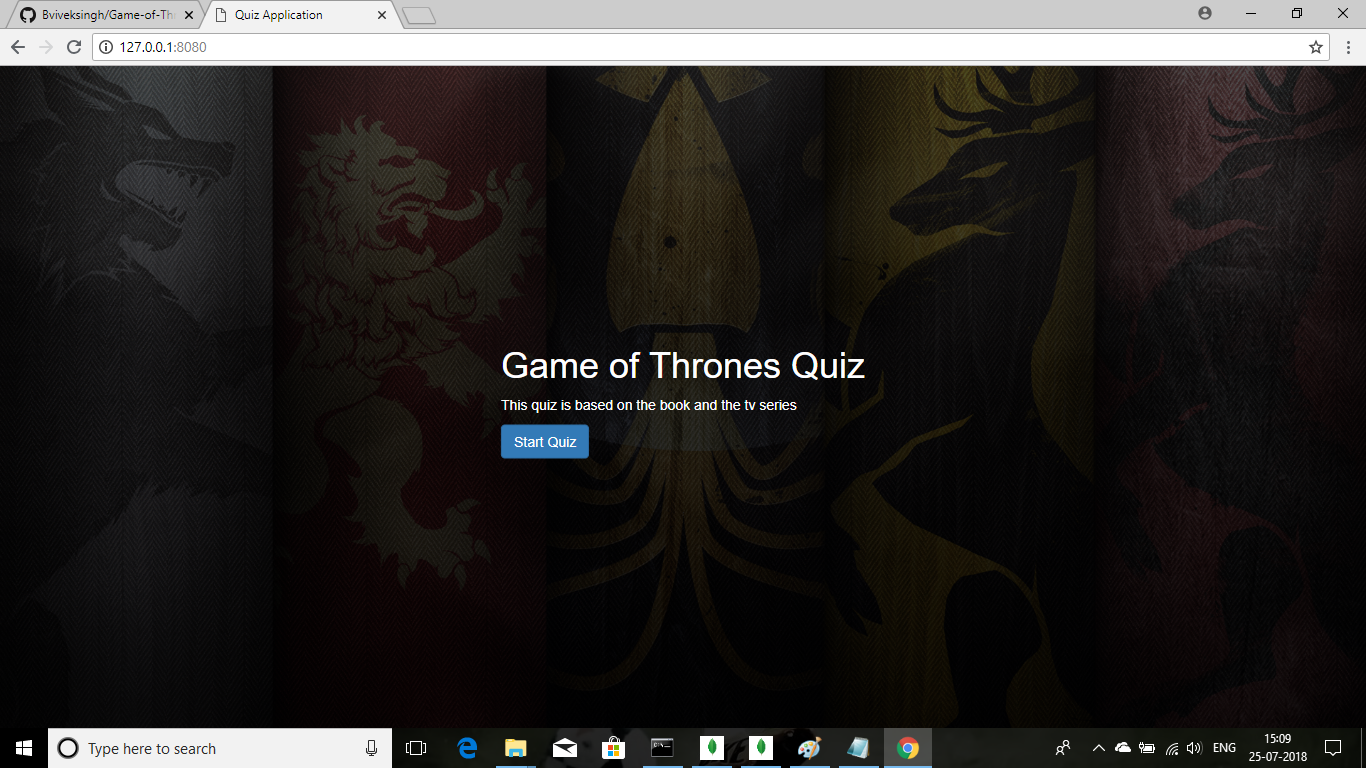 Bviveksingh/Game-of-Th
Quiz Application
127.0.0.1:8080
Game of Thrones Quiz
This quiz is based on the book and the tv series
Start Quiz
Type here to search
ENG
15:09
25-07-2018